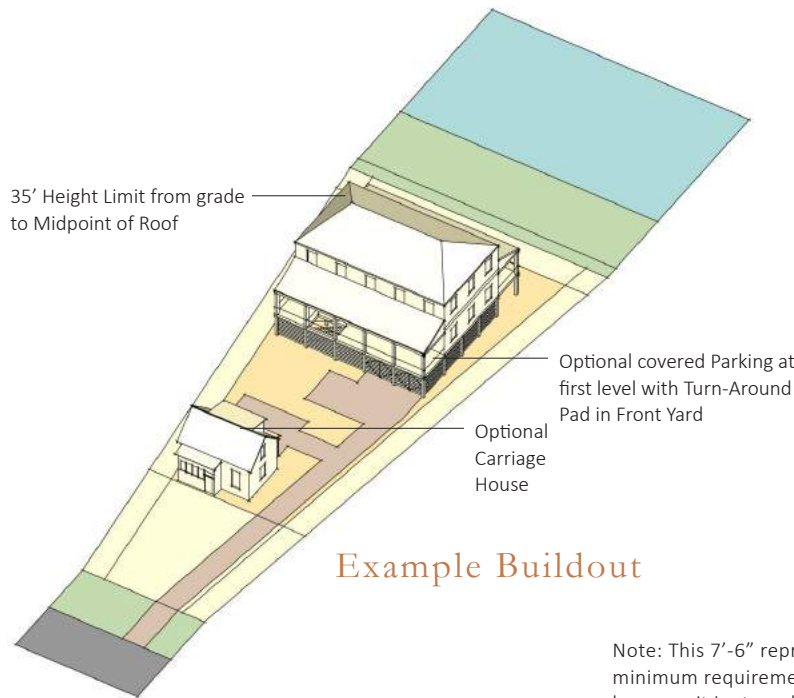 35’ Height Limit from grade
to Midpoint of Roof
Optional covered Parking at
first level with Turn-Around
Pad in Front Yard
Optional
Carriage
House
Example Buildout
Note: This 7’-6” repr
minimum requireme